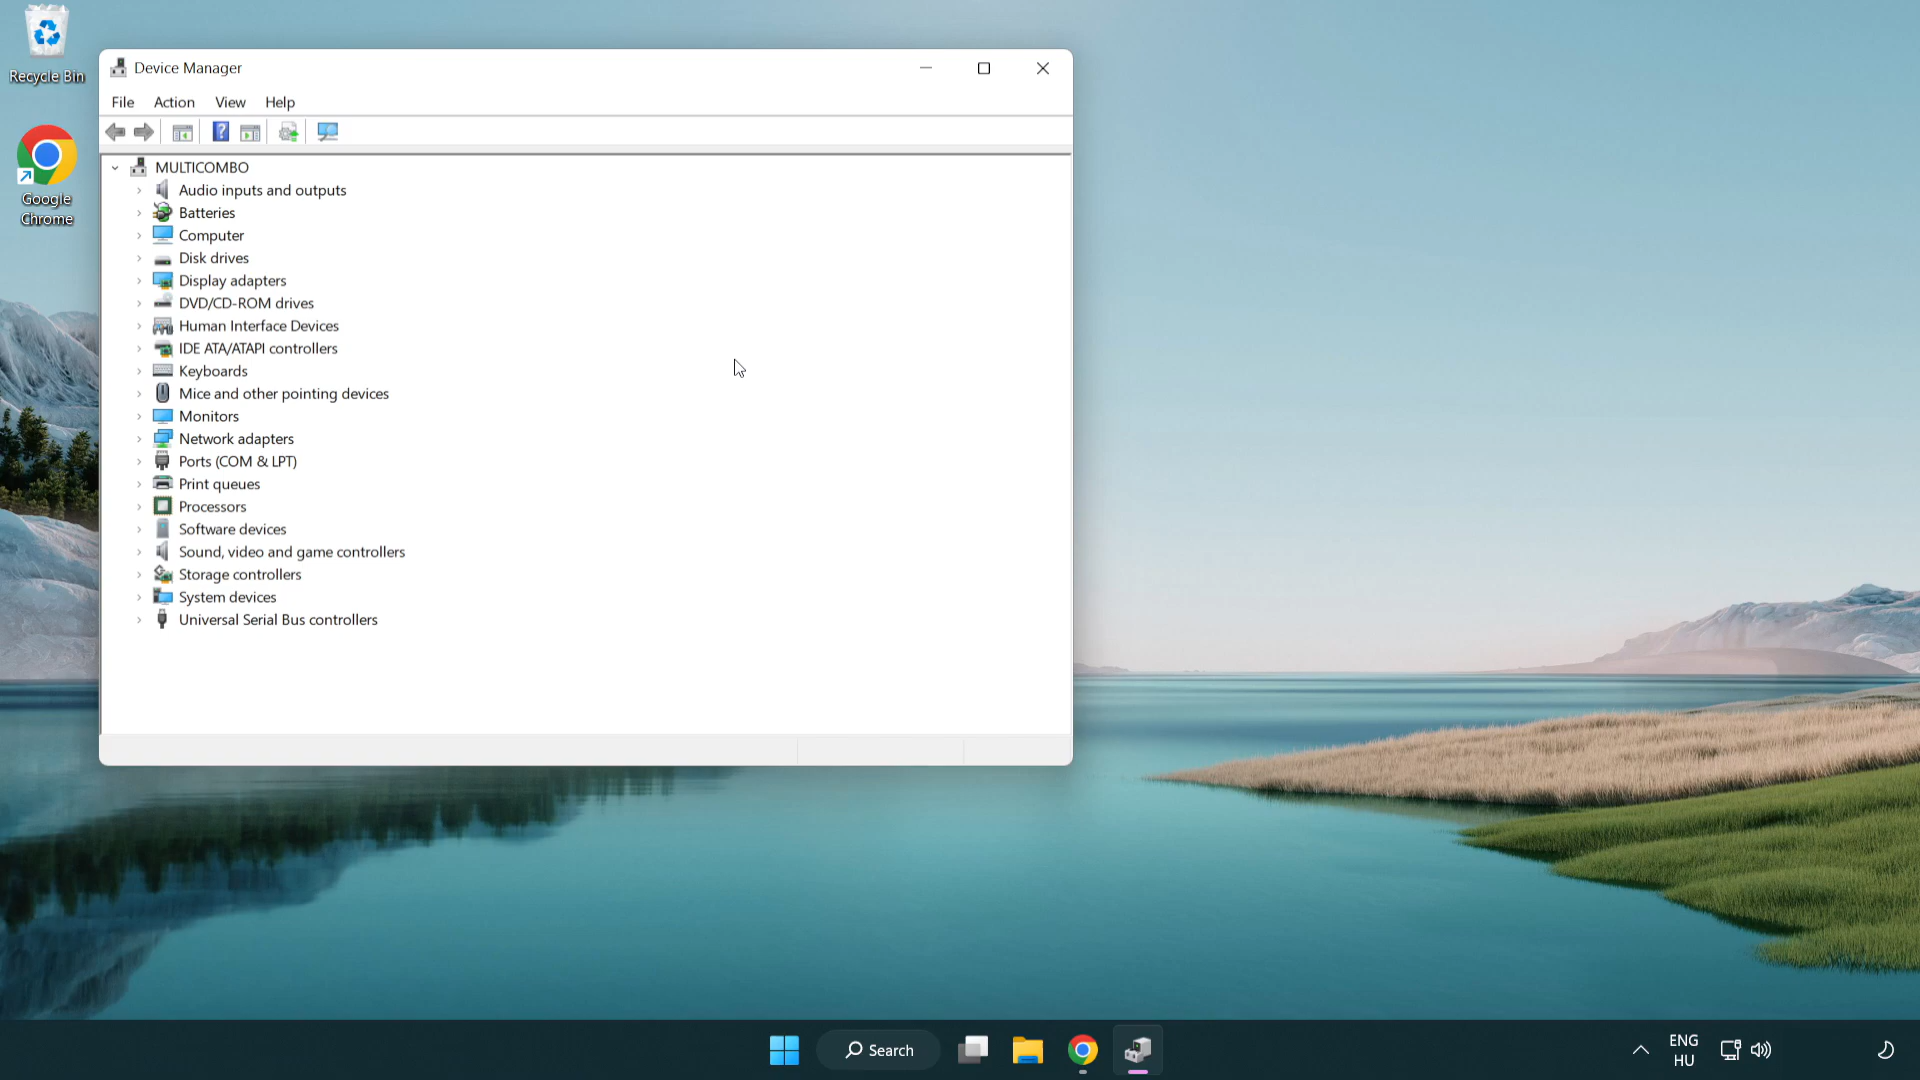 Recycle Bin
Google
Chrome
Device Manager
File Action View Help
MULTICOMBO
Audio inputs and outputs
Batteries
Computer
Disk drives
Display adapters
DVD/CD-ROM drives
Human Interface Devices
IDE ATA/ATAPI controllers
Keyboards
Mice and other pointing devices
Monitors
Network adapters
Ports (COM & LPT)
Print queues
Processors
Software devices
Sound, video and game controllers
Storage controllers
System devices
Universal Serial Bus controllers
Search
ENG
HU